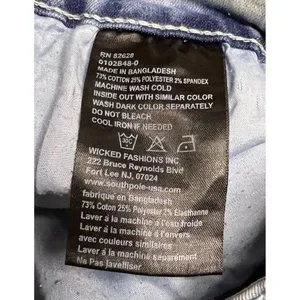 RN 82628
0102848-0
MADE IN BANGLADESH
73% COTTON 25% POLYESTER 2% SPANDEX
MACHINE WASH COLD
INSIDE OUT WITH SIMILAR COLOR
WASH DARK COLOR SEPARATELY
DO NOT BLEACH
COOL IRON IF NEEDED
WICKED FASHIONS INC
222 Bruce Reynolds Blvd
Fort Lee NJ, 07024
www.southpole-usa.com
fabriqué en Bangladesh
73% Coton 25% Polyester 2% Elasthanne
Laver à la machine à l'eau froide
Laver à la machine à l'envers
avec couleurs similaires
Laver à la machine séparement
Ne Pas Javelliser